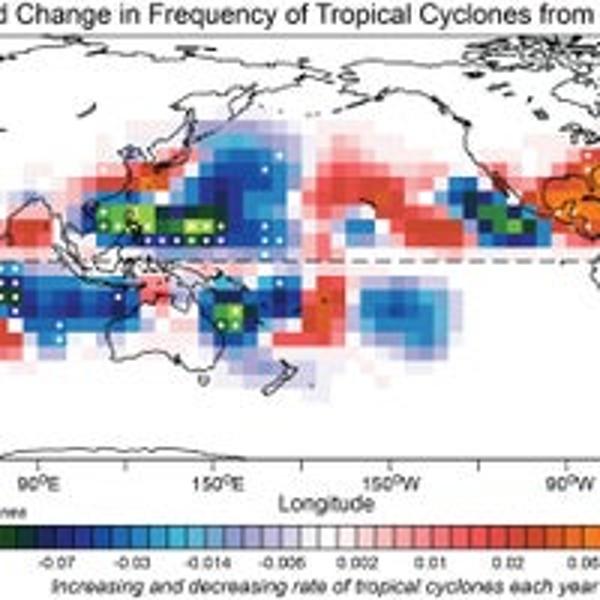 d Change in Frequency of Tropical Cyclones from
90°E 150°E 150°W 90°W
Longitude
nes
-0.07 -0.03 -0.014 -0.006 0.002 0.01 0.02 0.06
Increasing and decreasing rate of tropical cyclones each year